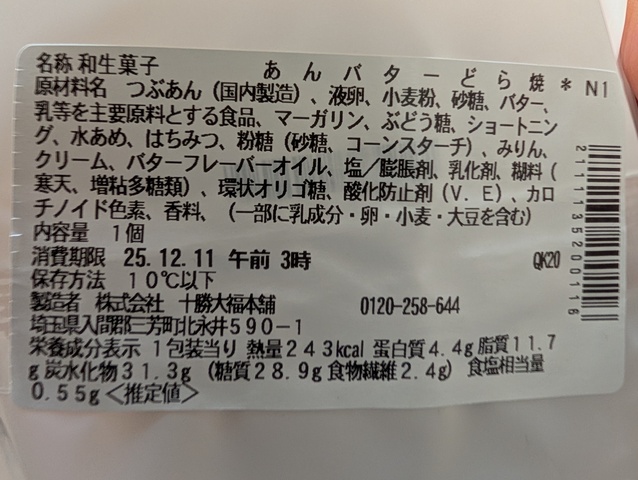 名称 和生菓子 あんバターどら焼 * N1
原材料名 つぶあん(国内製造)、液卵、小麦粉、砂糖、バター、
乳等を主要原料とする食品、マーガリン、ぶどう糖、ショートニン
グ、水あめ、はちみつ、粉糖(砂糖、コーンスターチ)、みりん、
クリーム、バターフレーバーオイル、塩/膨脹剤、乳化剤、糊料(
寒天、増粘多糖類)、環状オリゴ糖、酸化防止剤(V.E)、カロ
チノイド色素、香料、(一部に乳成分・卵・小麦・大豆を含む)
内容量 1個
消費期限 25.12.11 午前 3時 QK20
保存方法 10℃以下
製造者 株式会社 十勝大福本舗 0120-258-644
埼玉県入間郡三芳町北永井590-1
栄養成分表示 1包装当り 熱量243kcal 蛋白質4.4g 脂質11.7
g 炭水化物31.3g (糖質28.9g 食物繊維2.4g) 食塩相当量
0.55g<推定値>
2111135200116